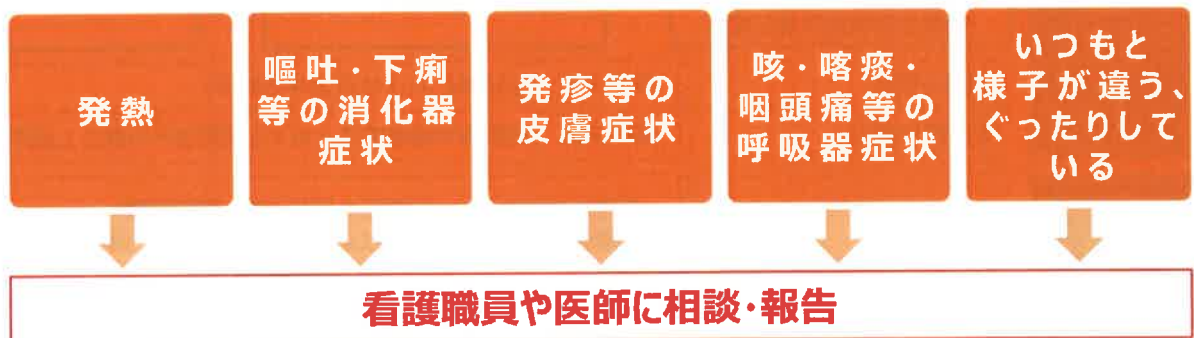 発熱
嘔吐・下痢
等の消化器
症状
発疹等の
皮膚症状
咳・喀痰・
咽頭痛等の
呼吸器症状
いつもと
様子が違う、
ぐったりして
いる
看護職員や医師に相談・報告